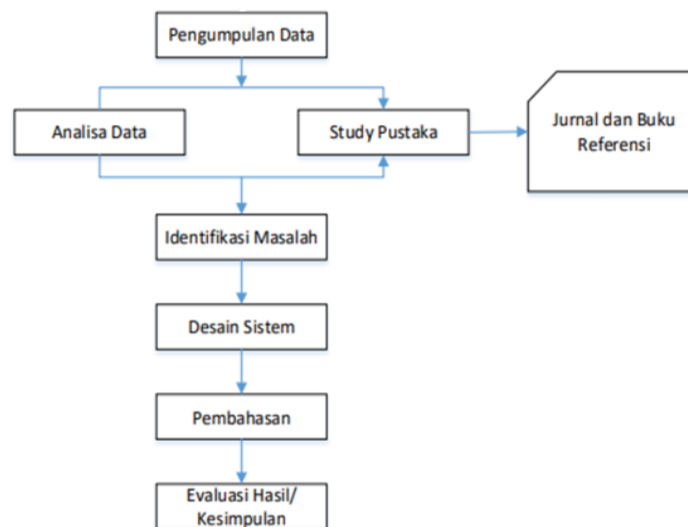 Pengumpulan Data
Analisa Data
Study Pustaka
Jurnal dan Buku
Referensi
Identifikasi Masalah
Desain Sistem
Pembahasan
Evaluasi Hasil/
Kesimpulan